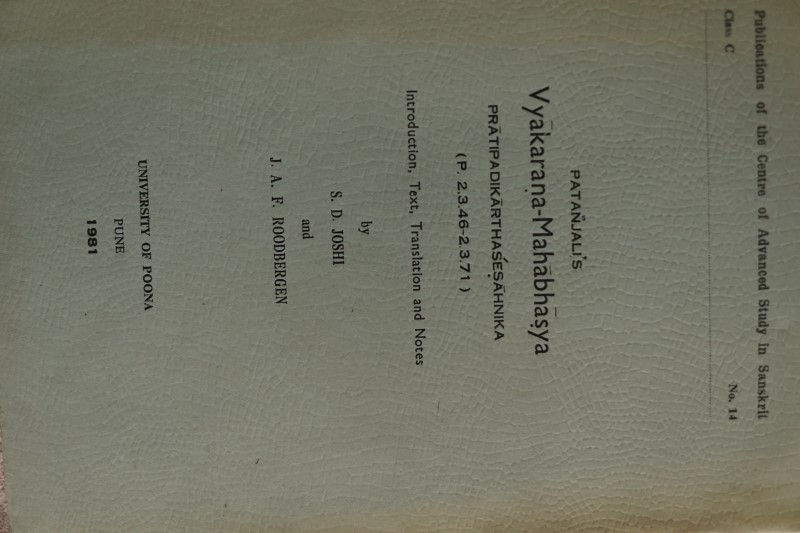 Publications of the Centre of Advanced Study in Sanskrit
Class C No. 14
PATAÑJALI'S
Vyākaraṇa-Mahābhāṣya
PRĀTIPADIKĀRTHAŚEṢĀHNIKA
(P. 2.3.46-2 3.71)
Introduction, Text, Translation and Notes
by
S. D. JOSHI
and
J. A. F. ROODBERGEN
UNIVERSITY OF POONA
PUNE
1981